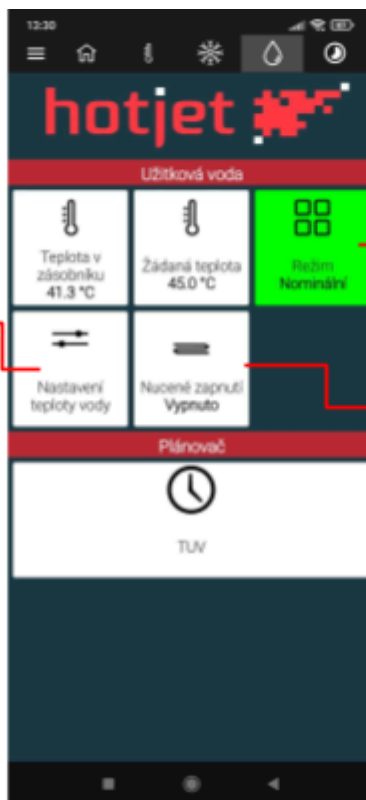 13:30
hotjet
Užitková voda
Teplota v
zásobníku
41.3 °C
Žádaná teplota
45.0 °C
Režim
Nominální
Nastavení
teploty vody
Nucené zapnutí
Vypnuto
Plánovač
TUV